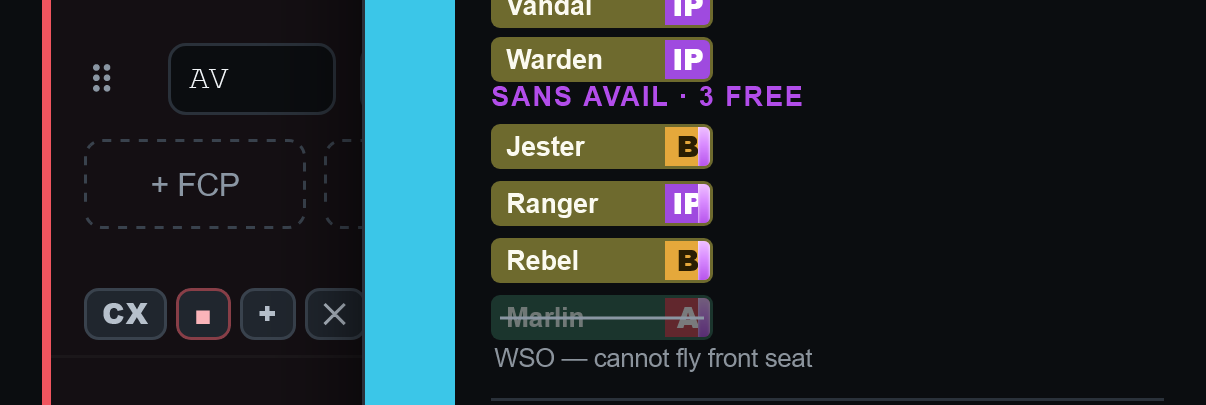 Vandal IP
AV
Warden IP
SANS AVAIL · 3 FREE
Jester B
+ FCP
Ranger IP
Rebel B
CX + ×
Marlin A
WSO — cannot fly front seat